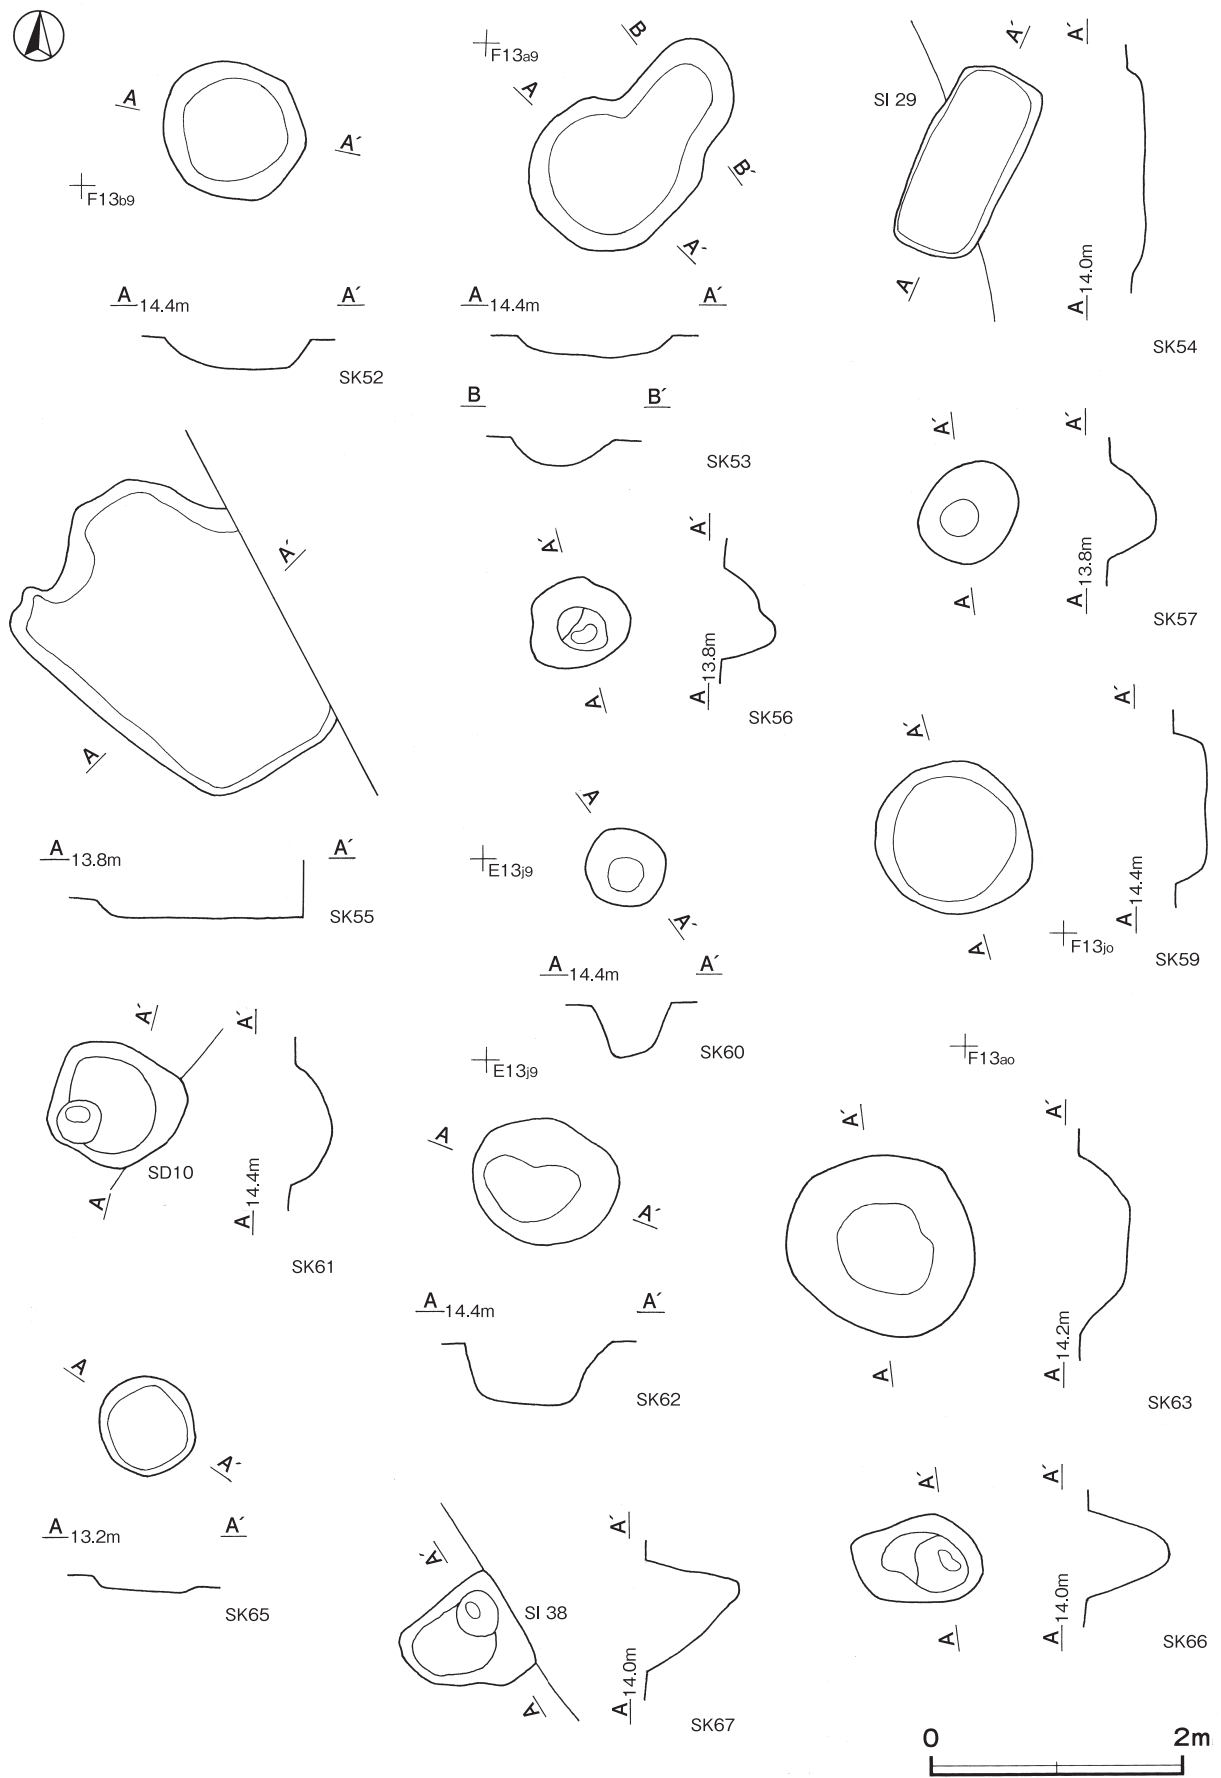 A
A´
F13b9
A 14.4m A´
SK52
F13a9
B
A
B´
A´
A 14.4m A´
B B´
SK53
SI 29
A´
A
A´
A 14.0m
SK54
A´
A
A 13.8m A´
SK55
A´
A
A´
A 13.8m
SK56
A´
A
A´
A 13.8m
SK57
A´
A
F13j0
A´
A 14.4m
SK59
E13j9
A
A´
A 14.4m A´
SK60
A´
A
SD10
A´
A 14.4m
SK61
E13j9
A
A´
A 14.4m A´
SK62
F13a0
A´
A
A´
A 14.2m
SK63
A
A´
A 13.2m A´
SK65
A´
A
A´
A 14.0m
SK66
A´
SI 38
A
A´
A 14.0m
SK67
0 2m